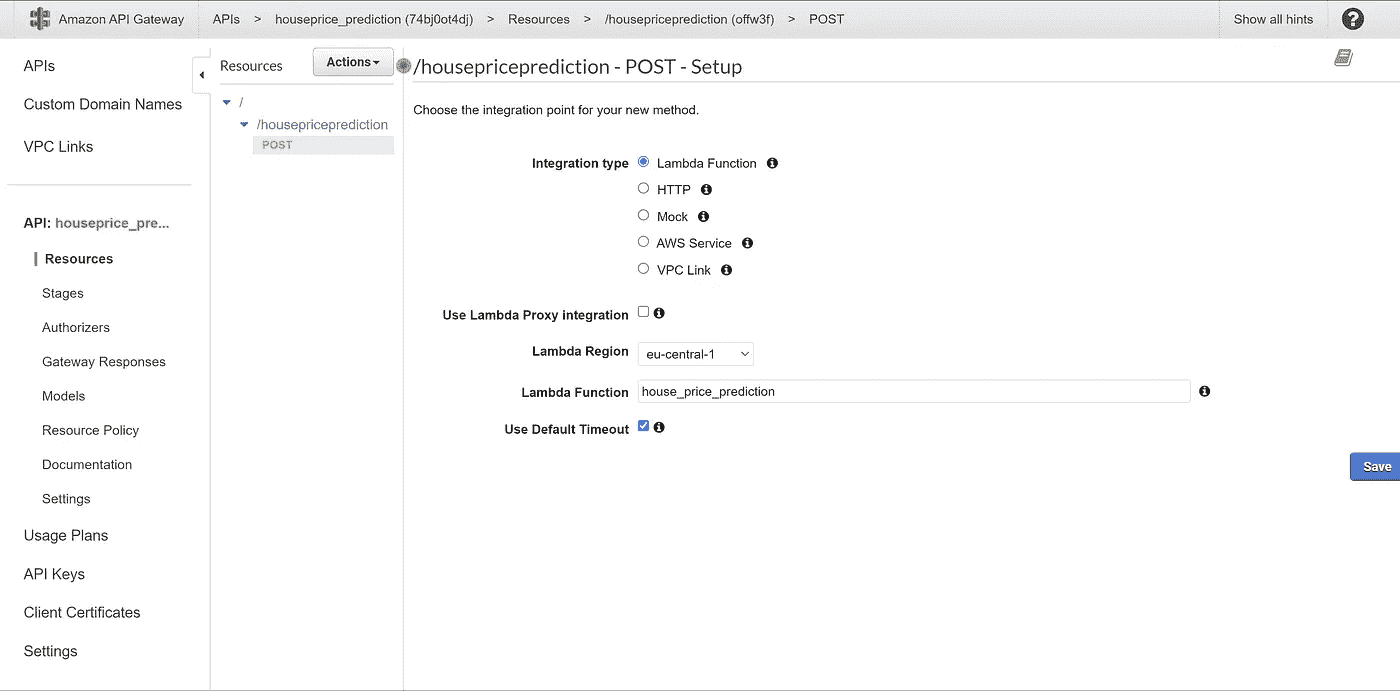 Amazon API Gateway APIs > houseprice_prediction (74bj0ot4dj) > Resources > /housepriceprediction (offw3f) > POST Show all hints ?
APIs
Custom Domain Names
VPC Links
API: houseprice_pre...
Resources
Stages
Authorizers
Gateway Responses
Models
Resource Policy
Documentation
Settings
Usage Plans
API Keys
Client Certificates
Settings
Resources Actions
/
/housepriceprediction
POST
/housepriceprediction - POST - Setup
Choose the integration point for your new method.
Integration type Lambda Function
HTTP
Mock
AWS Service
VPC Link
Use Lambda Proxy integration
Lambda Region eu-central-1
Lambda Function house_price_prediction
Use Default Timeout
Save